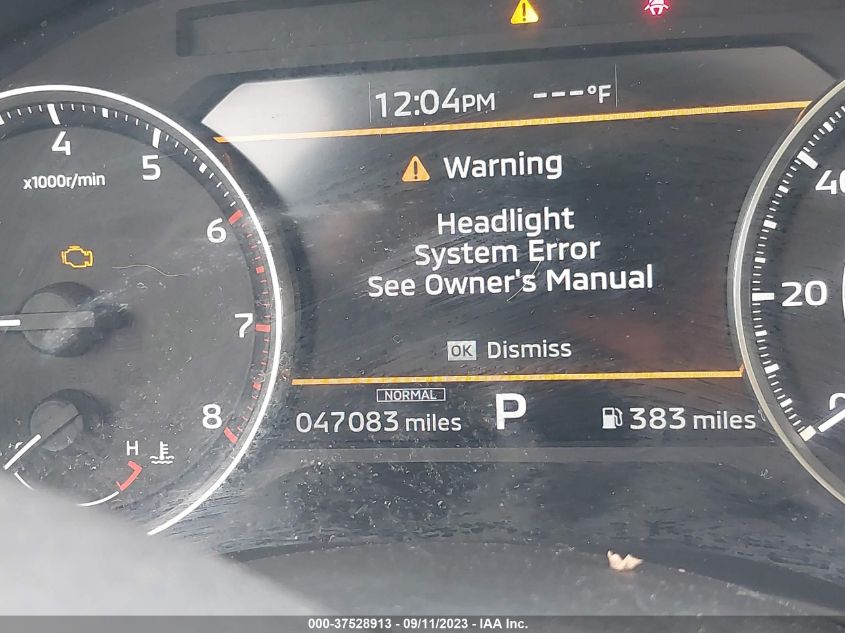 12:04PM ---°F
4
5
x1000r/min
6
7
8
H
Warning
Headlight
System Error
See Owner's Manual
OK Dismiss
NORMAL
047083 miles
P
383 miles
40
20
000-37528913 - 09/11/2023 - IAA Inc.